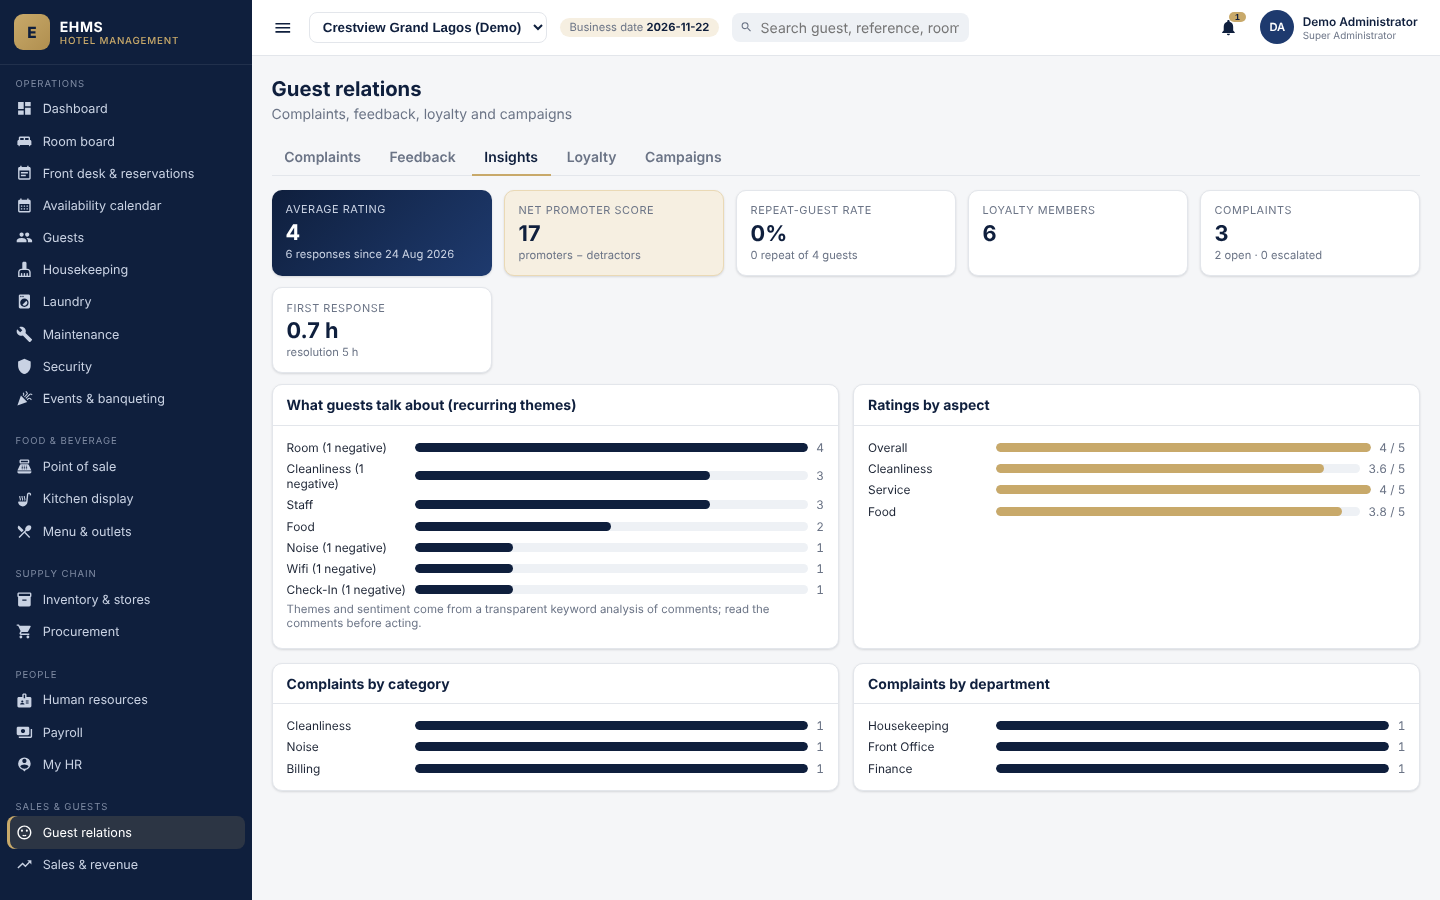 E
EHMS
HOTEL MANAGEMENT
Crestview Grand Lagos (Demo)
Business date 2026-11-22
Search guest, reference, room
1
DA
Demo Administrator
Super Administrator
OPERATIONS
Dashboard
Room board
Front desk & reservations
Availability calendar
Guests
Housekeeping
Laundry
Maintenance
Security
Events & banqueting
FOOD & BEVERAGE
Point of sale
Kitchen display
Menu & outlets
SUPPLY CHAIN
Inventory & stores
Procurement
PEOPLE
Human resources
Payroll
My HR
SALES & GUESTS
Guest relations
Sales & revenue
Guest relations
Complaints, feedback, loyalty and campaigns
Complaints Feedback Insights Loyalty Campaigns
AVERAGE RATING
4
6 responses since 24 Aug 2026
NET PROMOTER SCORE
17
promoters – detractors
REPEAT-GUEST RATE
0%
0 repeat of 4 guests
LOYALTY MEMBERS
6
COMPLAINTS
3
2 open · 0 escalated
FIRST RESPONSE
0.7 h
resolution 5 h
What guests talk about (recurring themes)
Room (1 negative) 4
Cleanliness (1
negative) 3
Staff 3
Food 2
Noise (1 negative) 1
Wifi (1 negative) 1
Check-In (1 negative) 1
Themes and sentiment come from a transparent keyword analysis of comments; read the
comments before acting.
Ratings by aspect
Overall 4 / 5
Cleanliness 3.6 / 5
Service 4 / 5
Food 3.8 / 5
Complaints by category
Cleanliness 1
Noise 1
Billing 1
Complaints by department
Housekeeping 1
Front Office 1
Finance 1